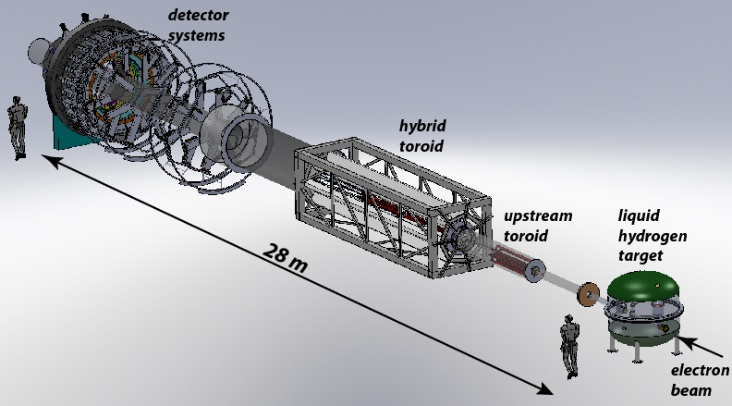 detector
systems
hybrid
toroid
upstream
toroid
liquid
hydrogen
target
28 m
electron
beam